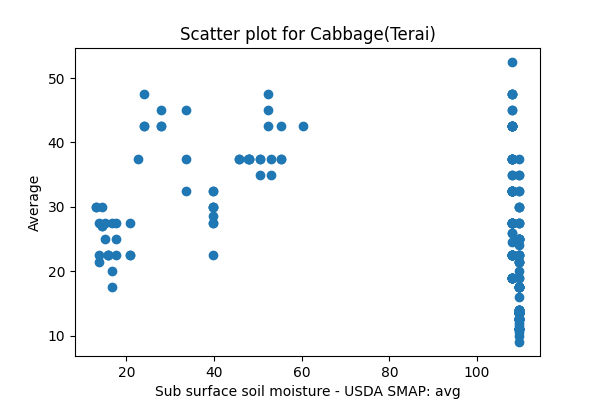 Scatter plot for Cabbage(Terai)
Average
50
40
30
20
10
20 40 60 80 100
Sub surface soil moisture - USDA SMAP: avg